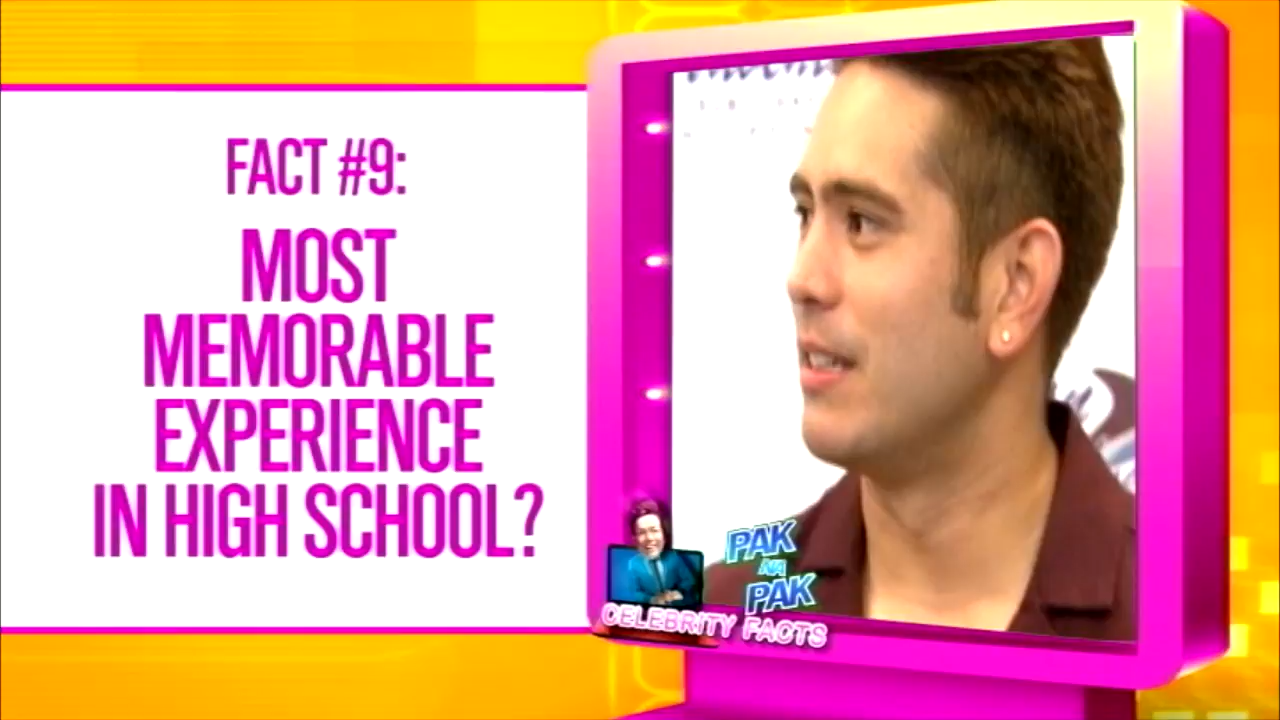 FACT #9:
MOST
MEMORABLE
EXPERIENCE
IN HIGH SCHOOL?
PAK
NA
PAK
CELEBRITY FACTS